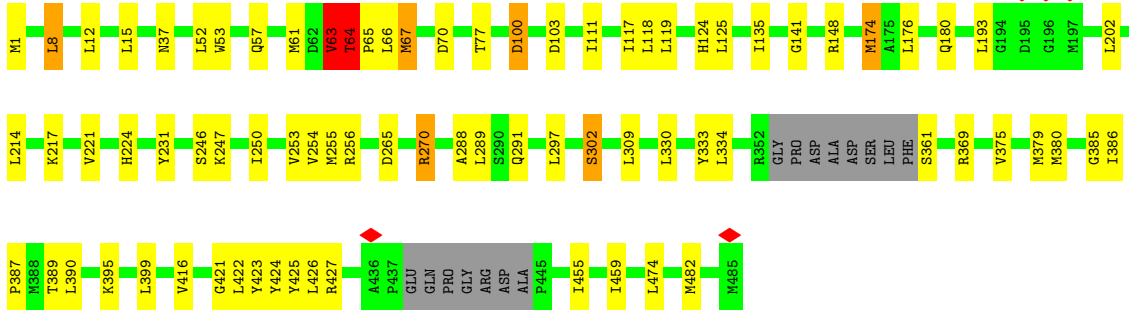 M1 L8 L12 L15 N37 L52 W53 Q57 M61 D62 V63 T64 P65 L66 M67 D70 T77 D100 D103 I111 I117 L118 L119 H124 L125 I135 G141 R148 M174 A175 L176 Q180 L193 G194 D195 G196 M197 L202
L214 K217 V221 H224 Y231 S246 K247 I250 V253 V254 M255 R256 D265 R270 A288 L289 S290 Q291 L297 S302 L309 L330 Y333 L334 R352 GLY PRO ASP ALA ASP SER LEU PHE S361 R369 V375 M379 M380 G385 I386
P387 M388 T389 L390 K395 L399 V416 G421 L422 Y423 Y424 Y425 L426 R427 A436 P437 GLU GLN PRO GLY ARG ASP ALA P445 I455 I459 L474 M482 M485